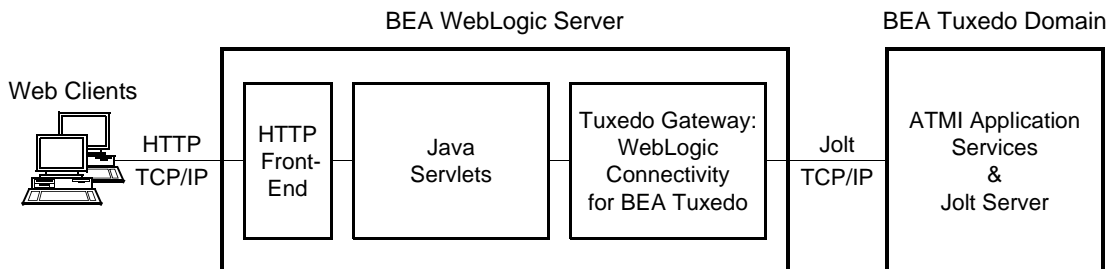 BEA WebLogic Server
BEA Tuxedo Domain
Web Clients
HTTP
TCP/IP
HTTP
Front-
End
Java
Servlets
Tuxedo Gateway:
WebLogic
Connectivity
for BEA Tuxedo
Jolt
TCP/IP
ATMI Application
Services
&
Jolt Server